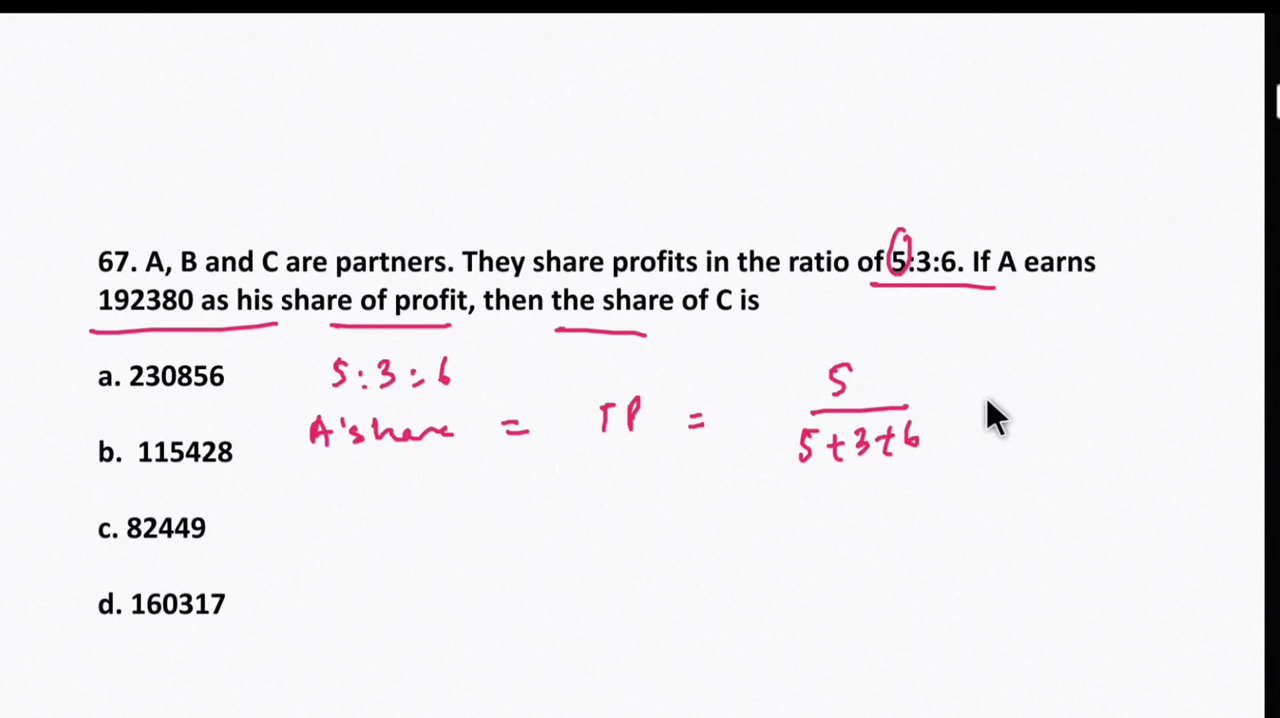 67. A, B and C are partners. They share profits in the ratio of 5:3:6. If A earns
192380 as his share of profit, then the share of C is
a. 230856
5 : 3 : 6
5
A's share = TP =
5+3+6
b. 115428
c. 82449
d. 160317